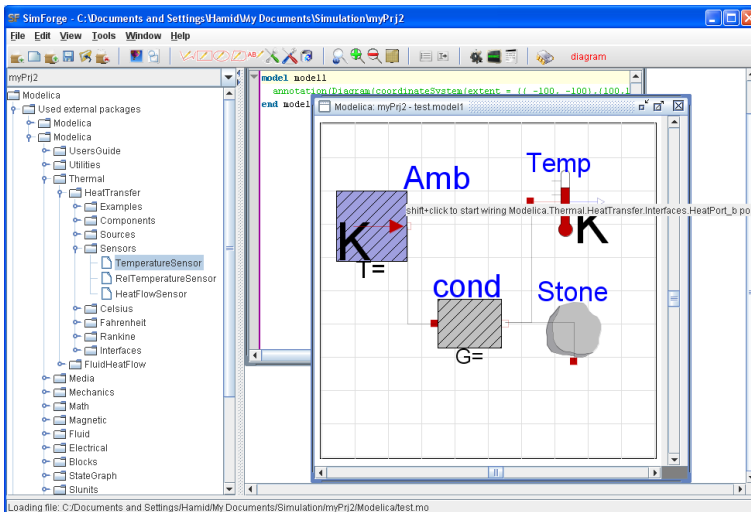 SimForge - C:\Documents and Settings\Hamid\My Documents\Simulation\myPrj2
File Edit View Tools Window Help
diagram
myPrj2
Modelica
Used external packages
Modelica
Modelica
UsersGuide
Utilities
Thermal
HeatTransfer
Examples
Components
Sources
Sensors
TemperatureSensor
RelTemperatureSensor
HeatFlowSensor
Celsius
Fahrenheit
Rankine
Interfaces
FluidHeatFlow
Media
Mechanics
Math
Magnetic
Fluid
Electrical
Blocks
StateGraph
SIunits
model model1
annotation(Diagram(coordinateSystem(extent = {{ -100, -100},{100,1
end model
Modelica: myPrj2 - test.model1
Amb
Temp
shift+click to start wiring Modelica.Thermal.HeatTransfer.Interfaces.HeatPort_b po
K
K
T=
cond
Stone
G=
Loading file: C:/Documents and Settings/Hamid/My Documents/Simulation/myPrj2/Modelica/test.mo